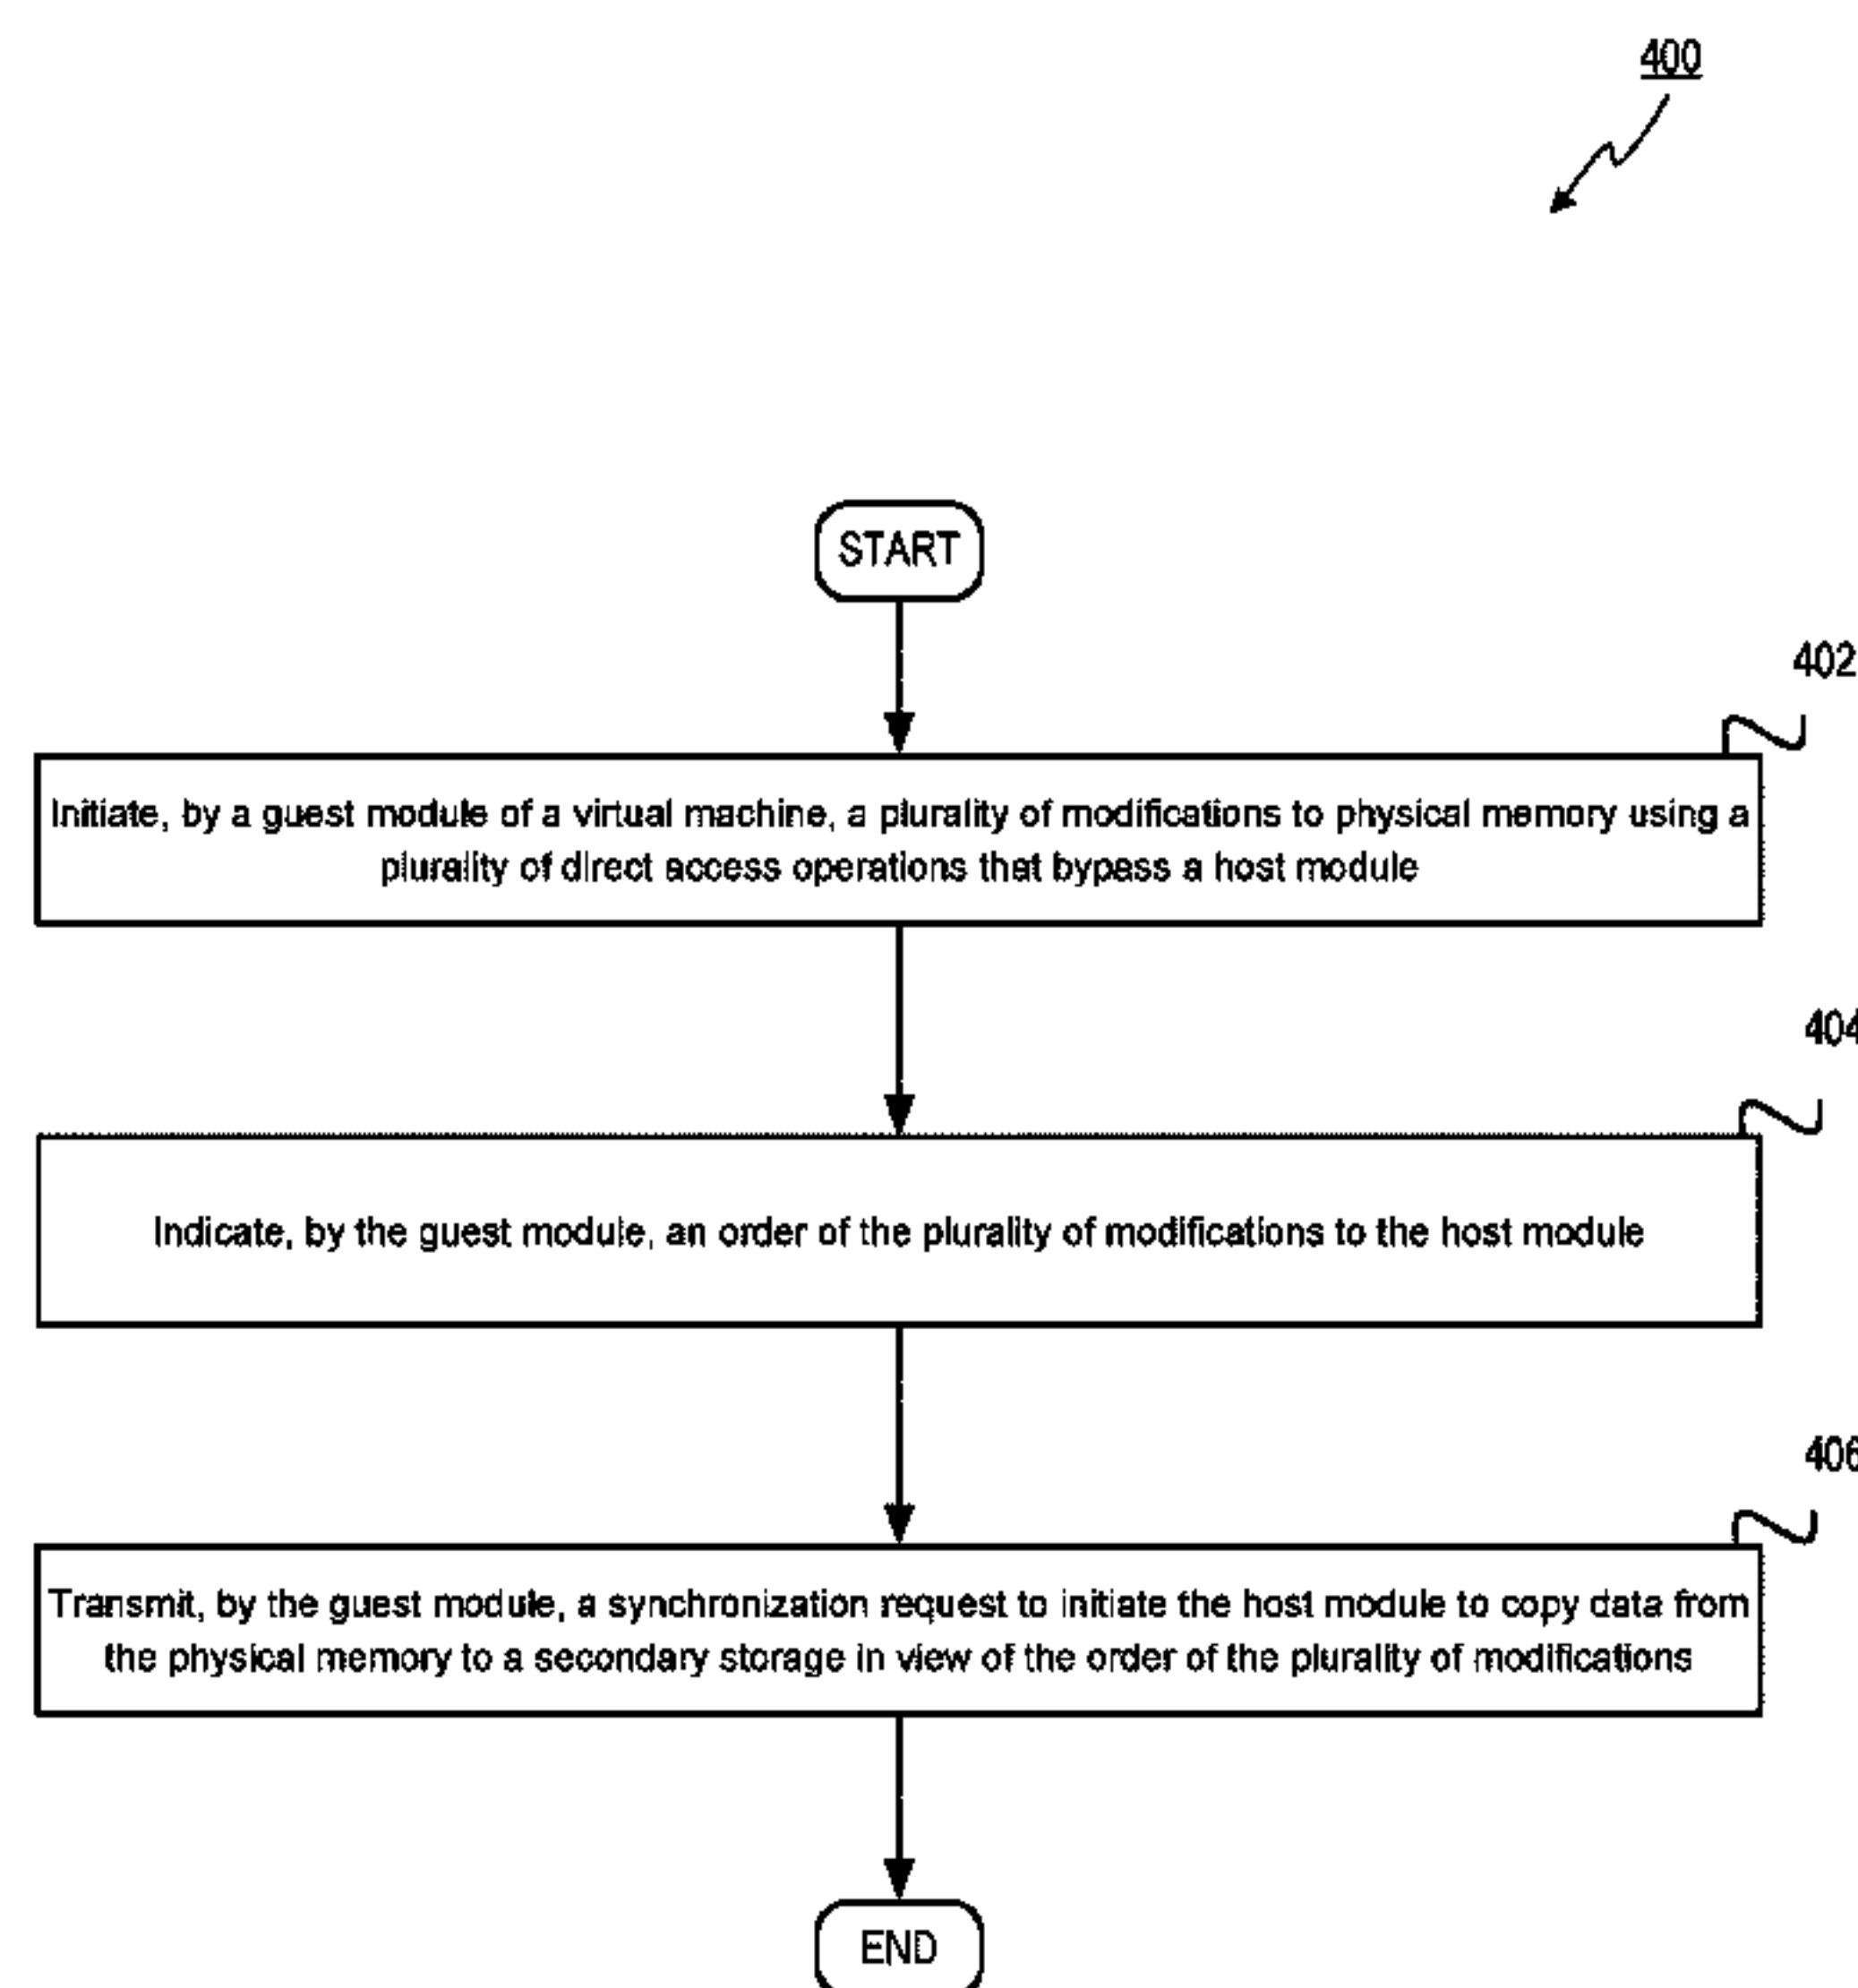 400
START
402
Initiate, by a guest module of a virtual machine, a plurality of modifications to physical memory using a
plurality of direct access operations that bypass a host module
404
Indicate, by the guest module, an order of the plurality of modifications to the host module
406
Transmit, by the guest module, a synchronization request to initiate the host module to copy data from
the physical memory to a secondary storage in view of the order of the plurality of modifications
END